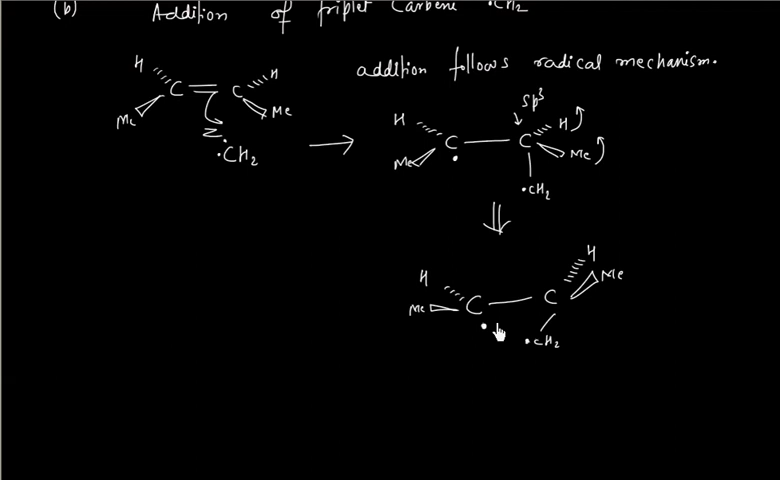 (b) Addition of triplet Carbene ·CH₂
addition follows radical mechanism.
H C = C H
Me Me
·CH₂
sp³
H C — C H
Me · Me
·CH₂
H H
Me C — C Me
· ·CH₂